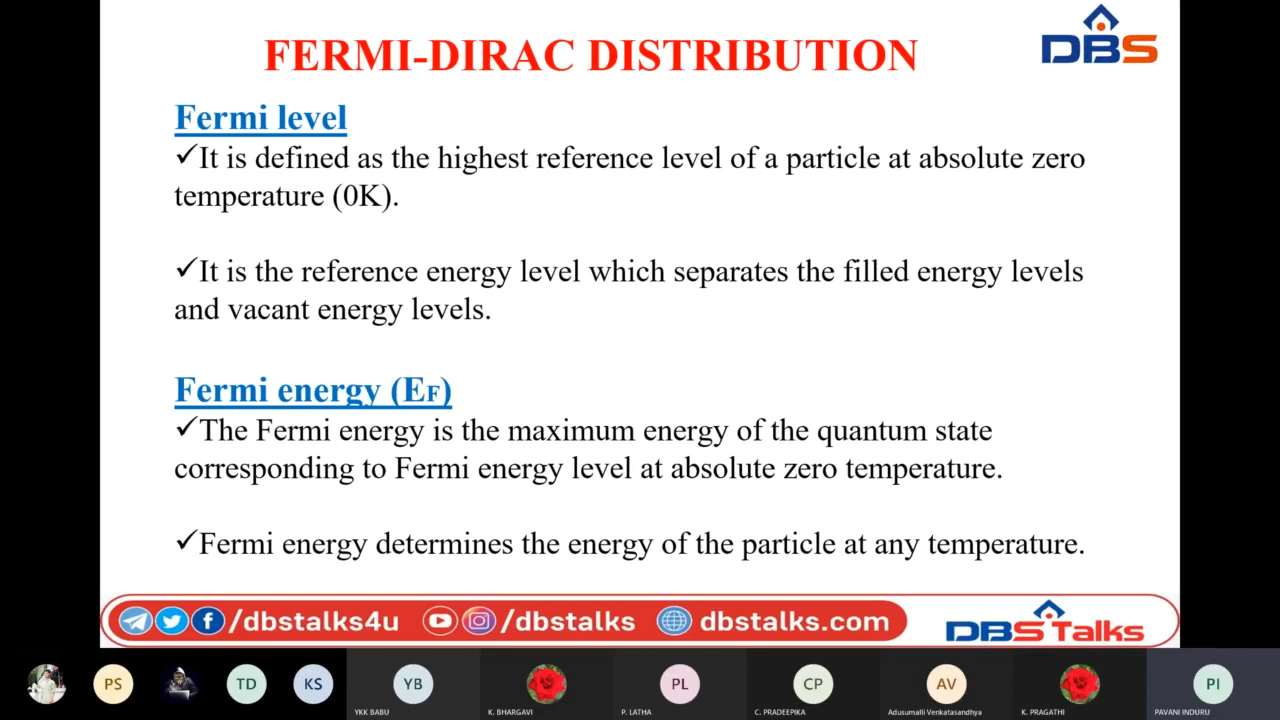 DBS
FERMI-DIRAC DISTRIBUTION
Fermi level
✓It is defined as the highest reference level of a particle at absolute zero
temperature (0K).
✓It is the reference energy level which separates the filled energy levels
and vacant energy levels.
Fermi energy (EF)
✓The Fermi energy is the maximum energy of the quantum state
corresponding to Fermi energy level at absolute zero temperature.
✓Fermi energy determines the energy of the particle at any temperature.
/dbstalks4u /dbstalks dbstalks.com
DBS Talks
PS TD KS YB PL CP AV PI
YKK BABU K. BHARGAVI P. LATHA C. PRADEEPIKA Adusumalli Venkatasandhya K. PRAGATHI PAVANI INDURU